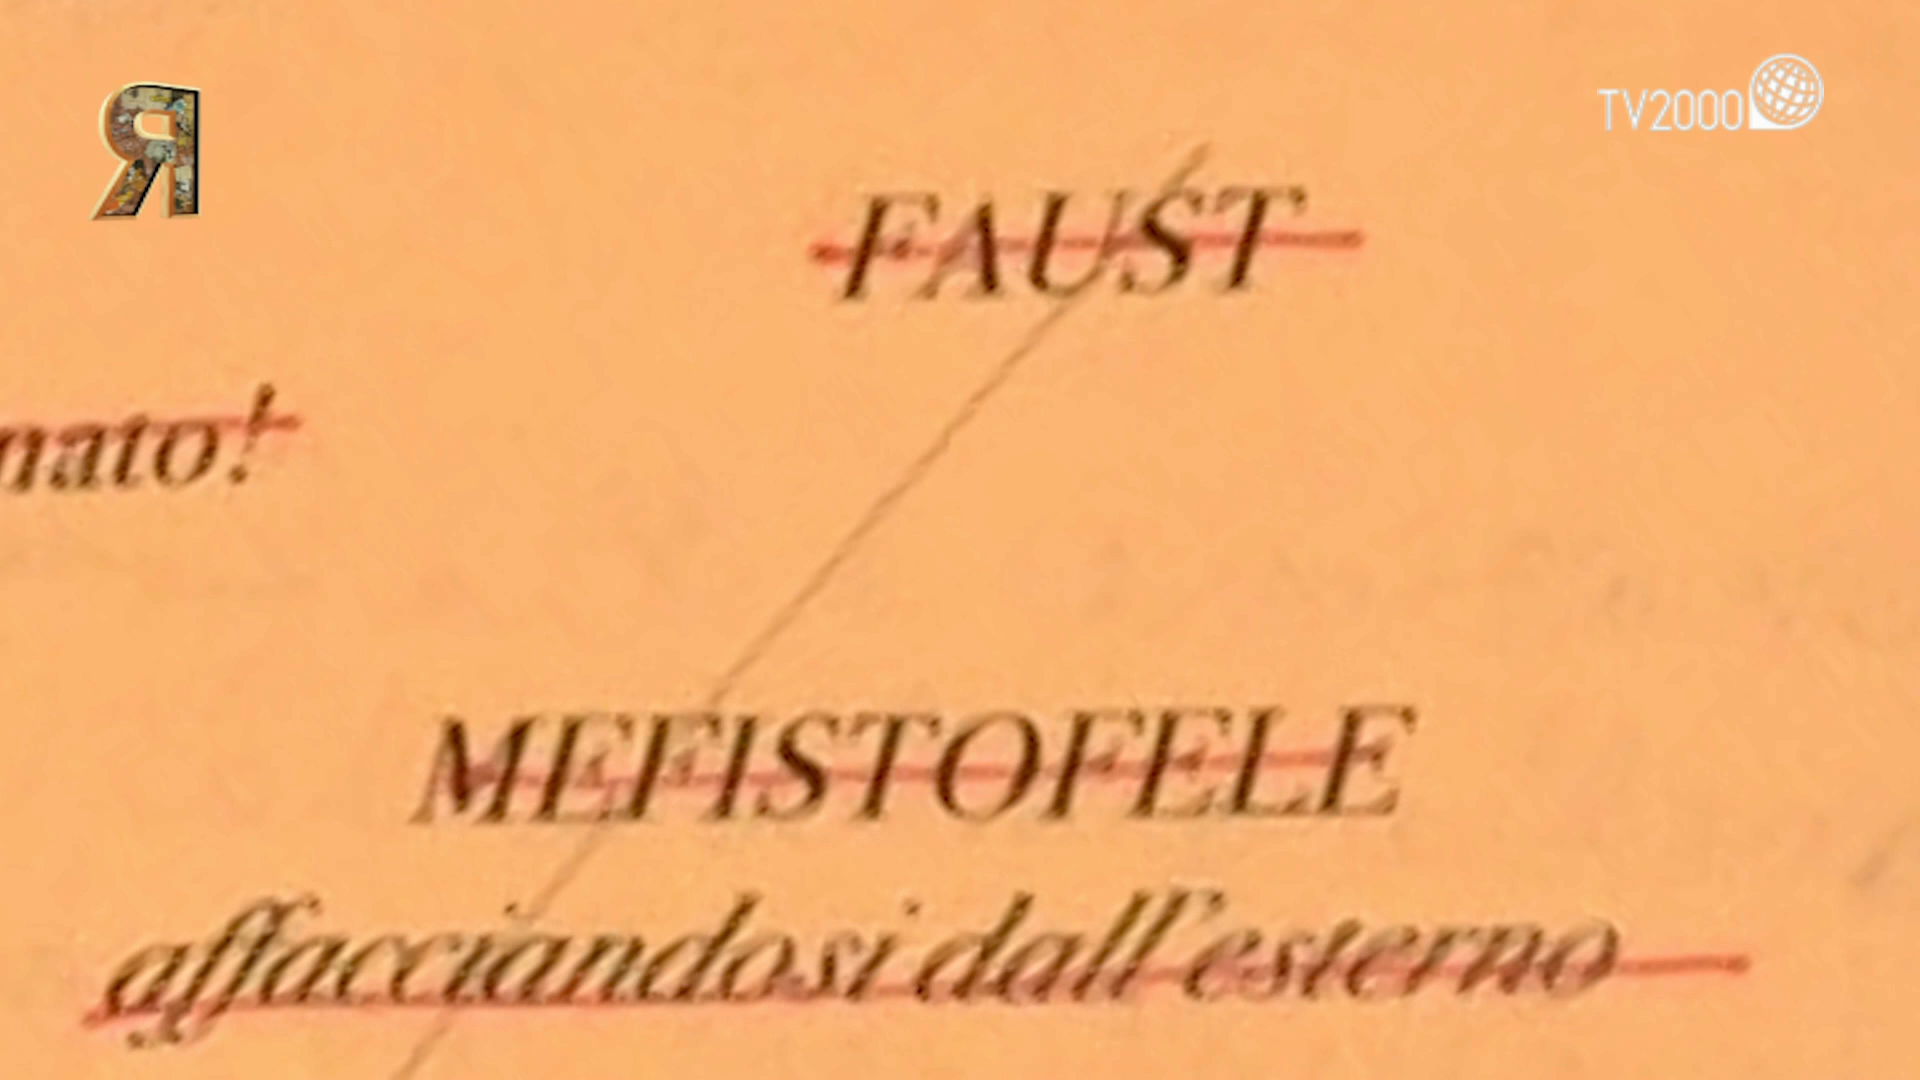 Я
TV2000
FAUST
nato!
MEFISTOFELE
affacciandosi dall'esterno